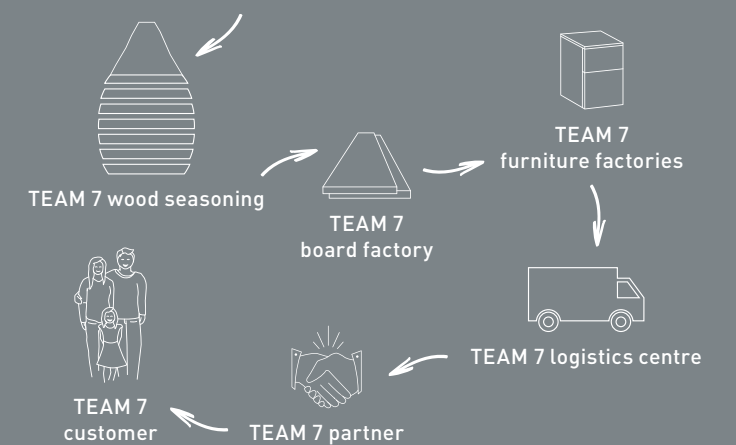 TEAM 7 wood seasoning
TEAM 7
board factory
TEAM 7
furniture factories
TEAM 7 logistics centre
TEAM 7 partner
TEAM 7
customer